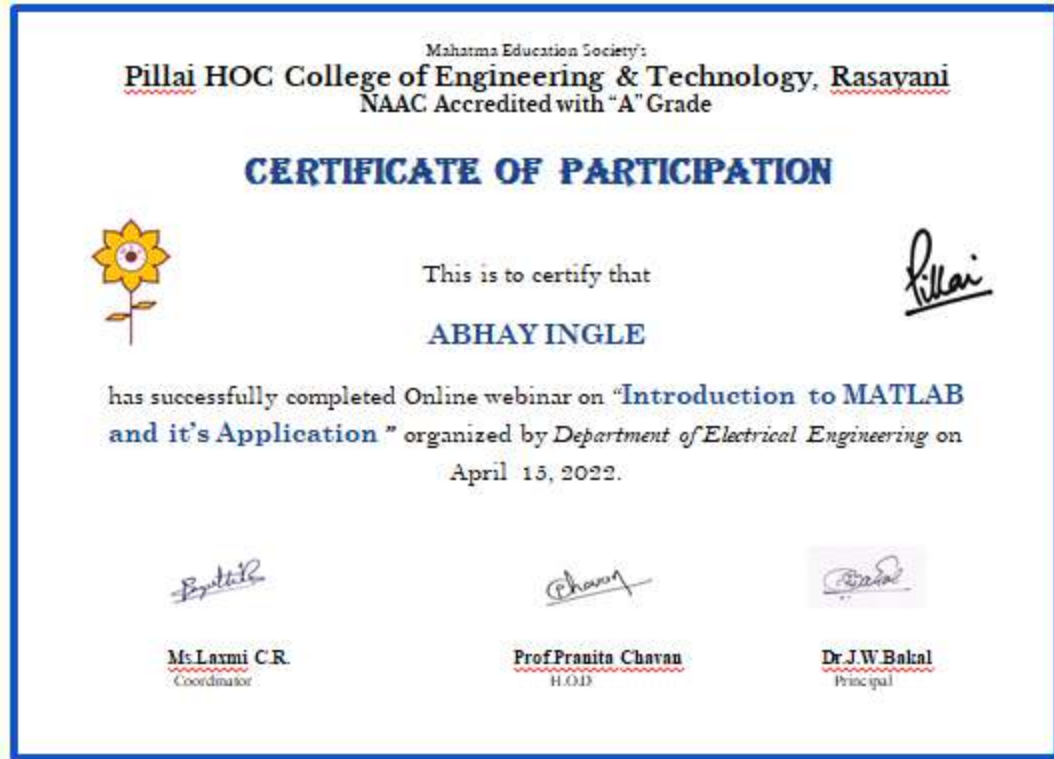 Mahatma Education Society's
Pillai HOC College of Engineering & Technology, Rasayani
NAAC Accredited with "A" Grade
CERTIFICATE OF PARTICIPATION
Pillai
This is to certify that
ABHAY INGLE
has successfully completed Online webinar on “Introduction to MATLAB
and it’s Application ” organized by Department of Electrical Engineering on
April 15, 2022.
Chavan
Ms.Laxmi C.R.
Coordinator
Prof.Pranita Chavan
H.O.D
Dr.J.W.Bakal
Principal